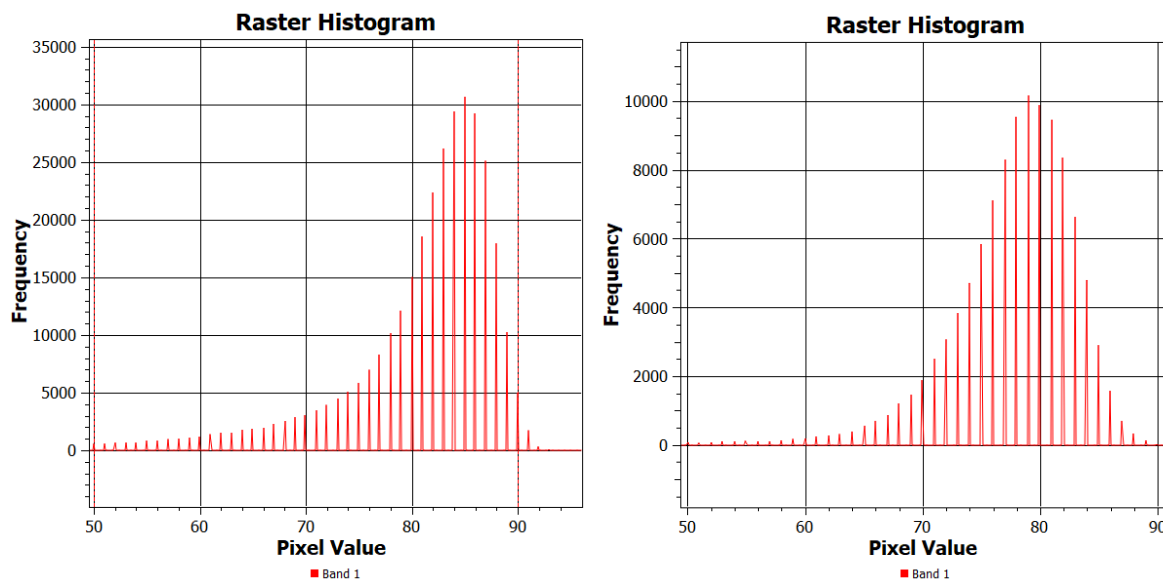 Raster Histogram
35000
30000
25000
20000
15000
10000
5000
0
Frequency
50 60 70 80 90
Pixel Value
Band 1
Raster Histogram
10000
8000
6000
4000
2000
0
Frequency
50 60 70 80 90
Pixel Value
Band 1